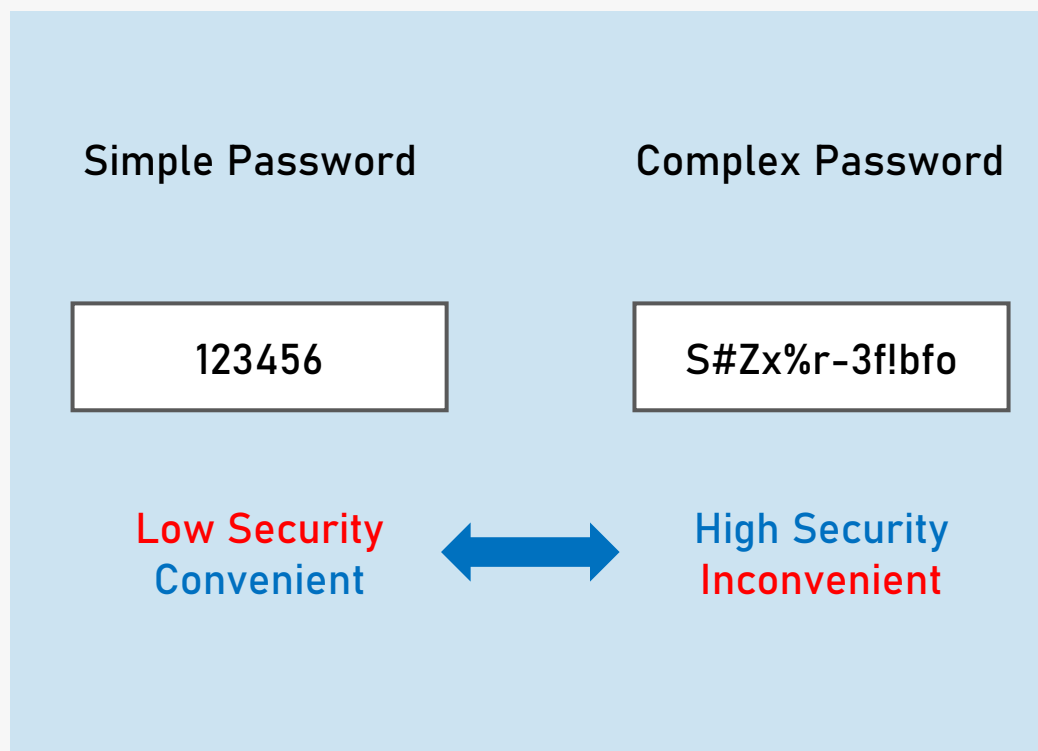 Simple Password
Complex Password
123456
S#Zx%r-3f!bfo
Low Security
Convenient
High Security
Inconvenient